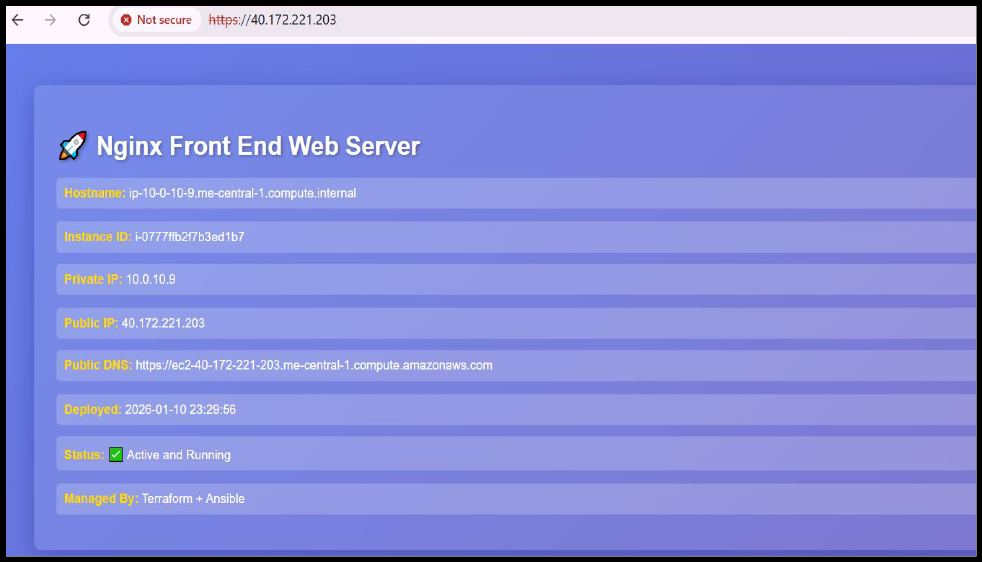 Not secure https://40.172.221.203
🚀 Nginx Front End Web Server
Hostname: ip-10-0-10-9.me-central-1.compute.internal
Instance ID: i-0777ffb2f7b3ed1b7
Private IP: 10.0.10.9
Public IP: 40.172.221.203
Public DNS: https://ec2-40-172-221-203.me-central-1.compute.amazonaws.com
Deployed: 2026-01-10 23:29:56
Status: ✅ Active and Running
Managed By: Terraform + Ansible